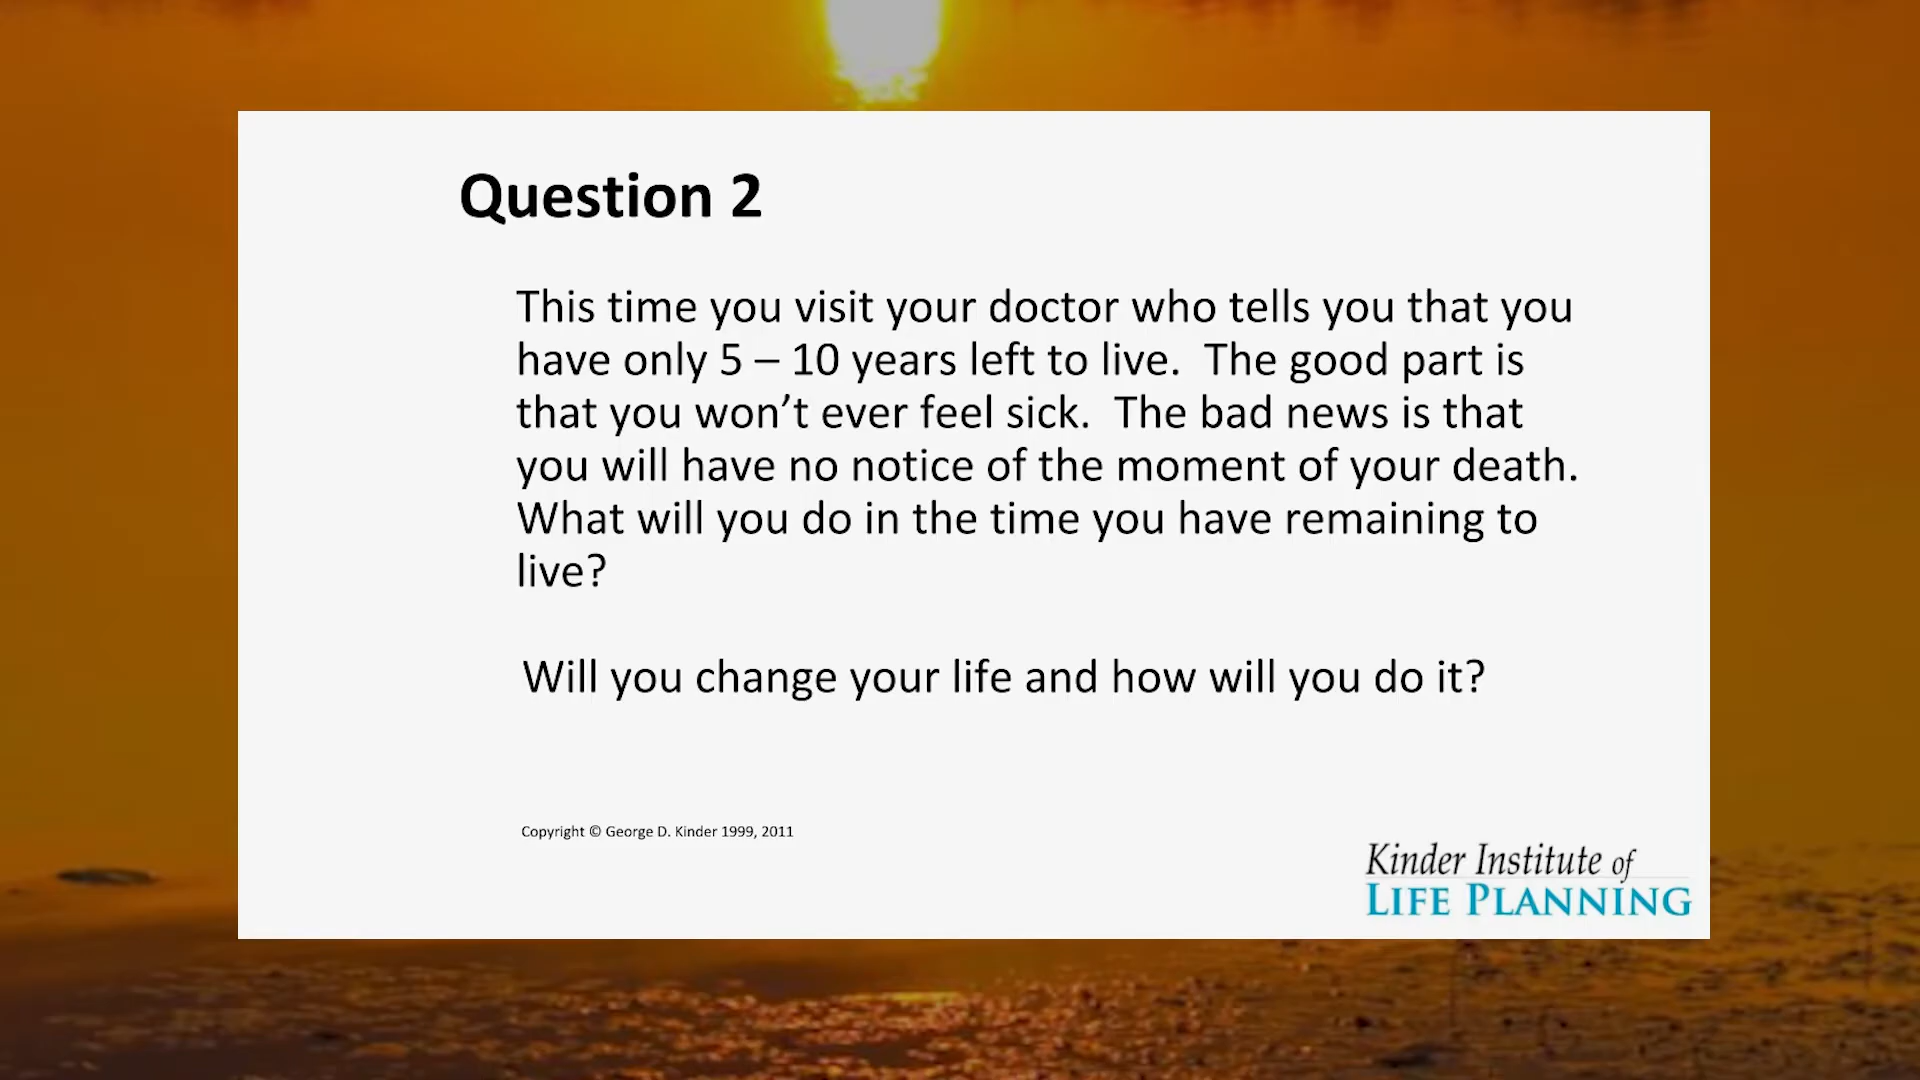 Question 2
This time you visit your doctor who tells you that you
have only 5 – 10 years left to live.  The good part is
that you won’t ever feel sick.  The bad news is that
you will have no notice of the moment of your death.
What will you do in the time you have remaining to
live?
Will you change your life and how will you do it?
Copyright © George D. Kinder 1999, 2011
Kinder Institute of
LIFE PLANNING